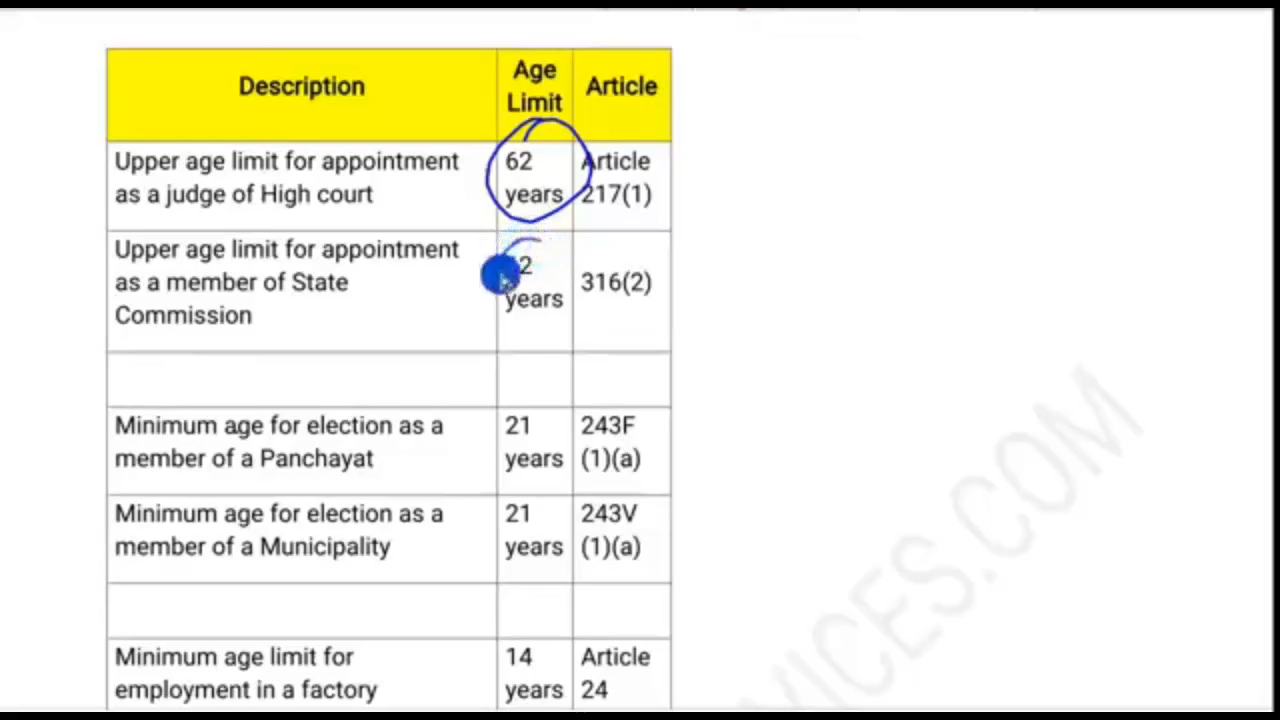 Description
Age
Limit
Article
Upper age limit for appointment
as a judge of High court
62
years
Article
217(1)
Upper age limit for appointment
as a member of State
Commission
years
316(2)
Minimum age for election as a
member of a Panchayat
21
years
243F
(1)(a)
Minimum age for election as a
member of a Municipality
21
years
243V
(1)(a)
Minimum age limit for
employment in a factory
14
years
Article
24